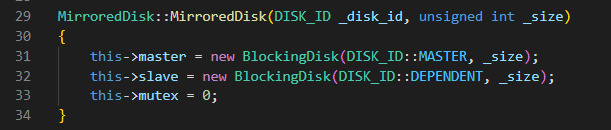 29 MirroredDisk::MirroredDisk(DISK_ID _disk_id, unsigned int _size)
30 {
31     this->master = new BlockingDisk(DISK_ID::MASTER, _size);
32     this->slave = new BlockingDisk(DISK_ID::DEPENDENT, _size);
33     this->mutex = 0;
34 }